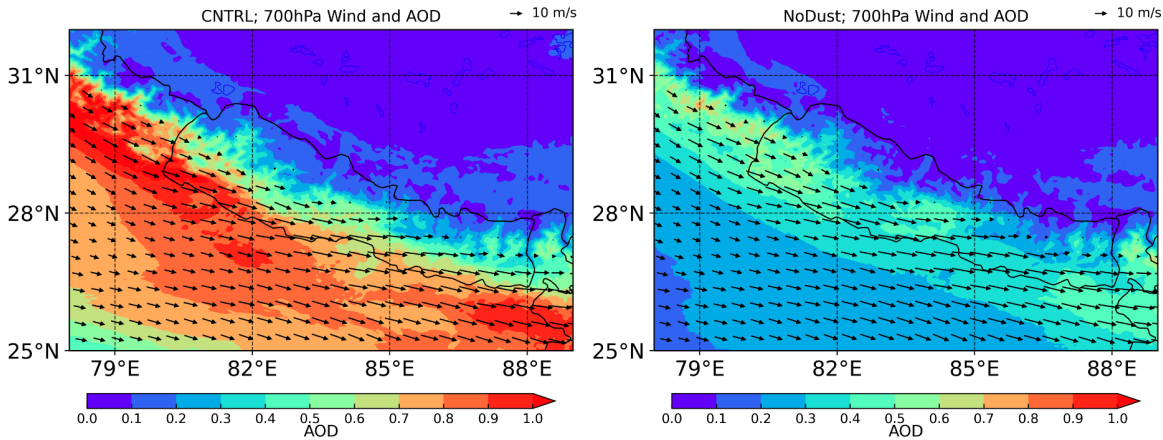 CNTRL; 700hPa Wind and AOD
10 m/s
31°N
28°N
25°N
79°E 82°E 85°E 88°E
0.0 0.1 0.2 0.3 0.4 0.5 0.6 0.7 0.8 0.9 1.0
AOD
NoDust; 700hPa Wind and AOD
10 m/s
31°N
28°N
25°N
79°E 82°E 85°E 88°E
0.0 0.1 0.2 0.3 0.4 0.5 0.6 0.7 0.8 0.9 1.0
AOD